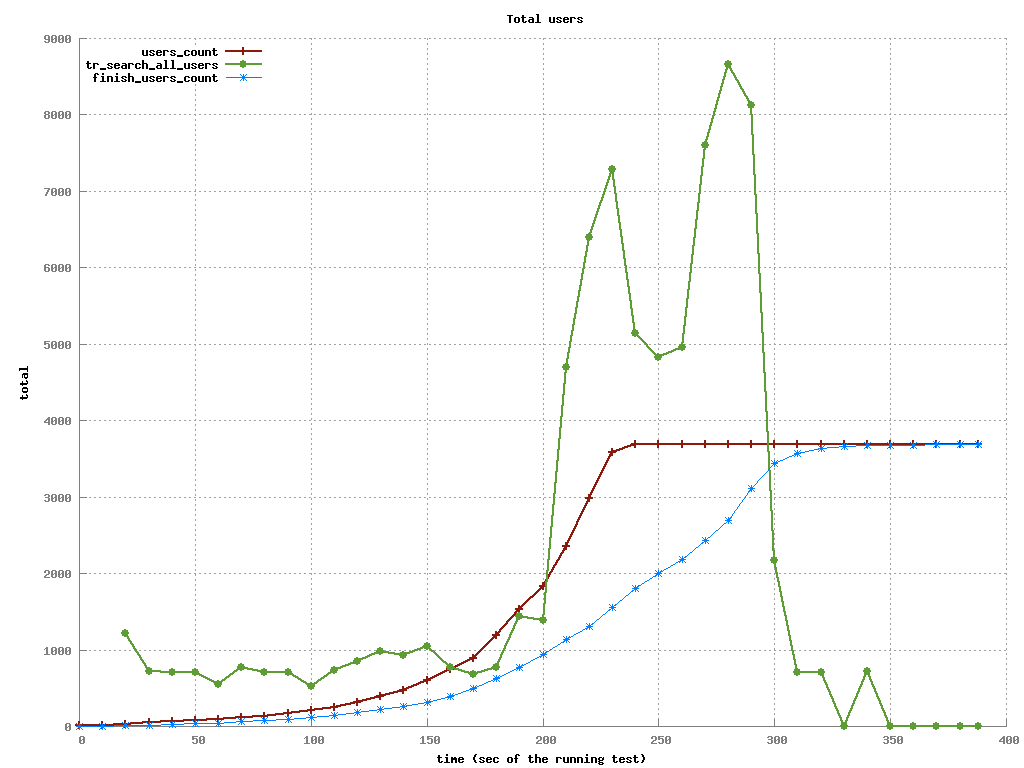 Total users
users_count
tr_search_all_users
finish_users_count
9000
8000
7000
6000
5000
4000
3000
2000
1000
0
total
0 50 100 150 200 250 300 350 400
time (sec of the running test)